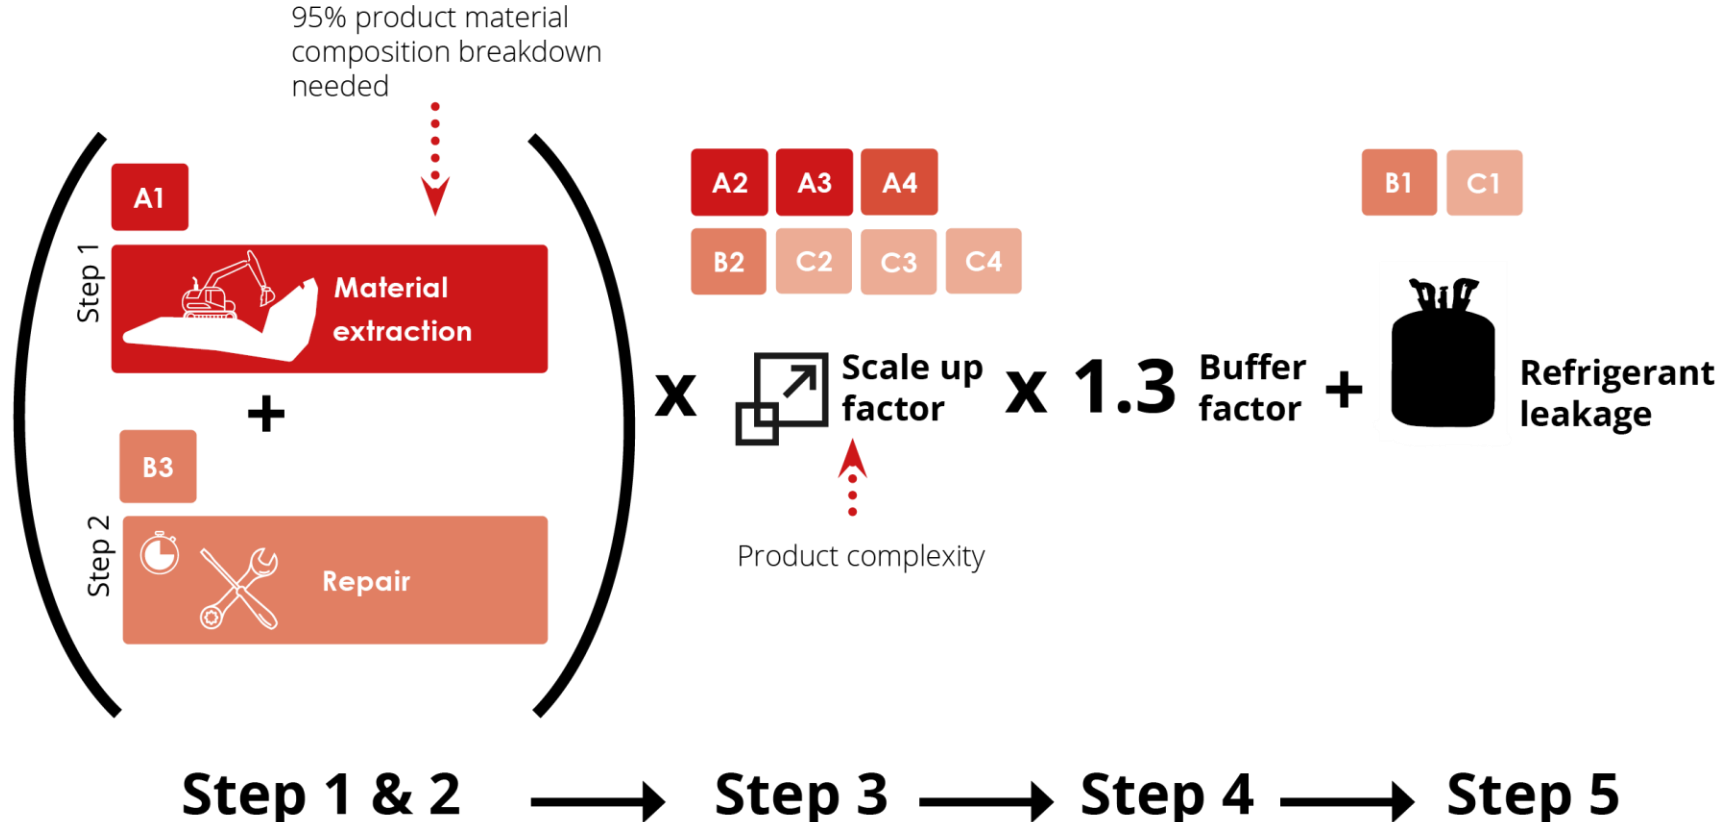 95% product material
composition breakdown
needed
A1
Step 1
Material
extraction
+
B3
Step 2
Repair
x
A2 A3 A4
B2 C2 C3 C4
Scale up
factor
Product complexity
x 1.3
Buffer
factor
+
B1 C1
Refrigerant
leakage
Step 1 & 2
Step 3
Step 4
Step 5